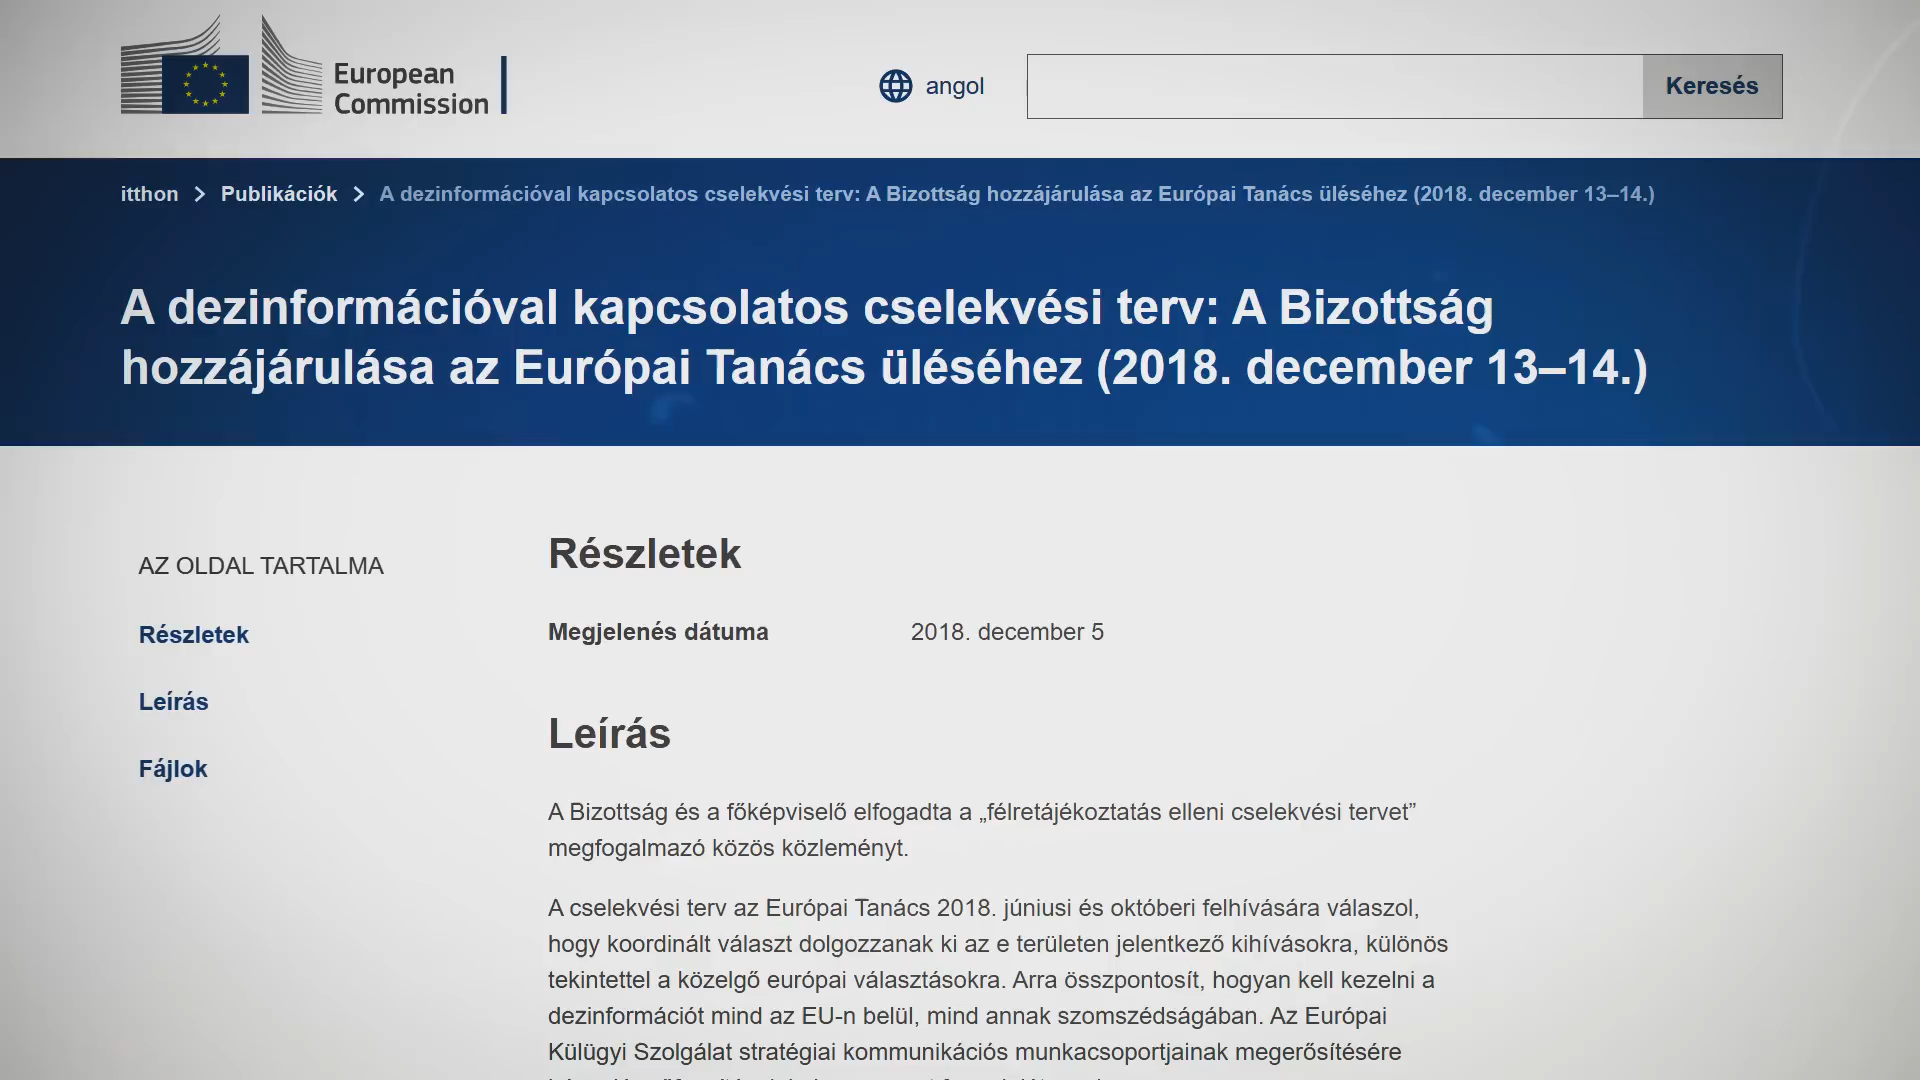 European
Commission
angol
Keresés
itthon > Publikációk > A dezinformációval kapcsolatos cselekvési terv: A Bizottság hozzájárulása az Európai Tanács üléséhez (2018. december 13–14.)
A dezinformációval kapcsolatos cselekvési terv: A Bizottság
hozzájárulása az Európai Tanács üléséhez (2018. december 13–14.)
AZ OLDAL TARTALMA
Részletek
Leírás
Fájlok
Részletek
Megjelenés dátuma 2018. december 5
Leírás
A Bizottság és a főképviselő elfogadta a „félretájékoztatás elleni cselekvési tervet”
megfogalmazó közös közleményt.
A cselekvési terv az Európai Tanács 2018. júniusi és októberi felhívására válaszol,
hogy koordinált választ dolgozzanak ki az e területen jelentkező kihívásokra, különös
tekintettel a közelgő európai választásokra. Arra összpontosít, hogyan kell kezelni a
dezinformációt mind az EU-n belül, mind annak szomszédságában. Az Európai
Külügyi Szolgálat stratégiai kommunikációs munkacsoportjainak megerősítésére